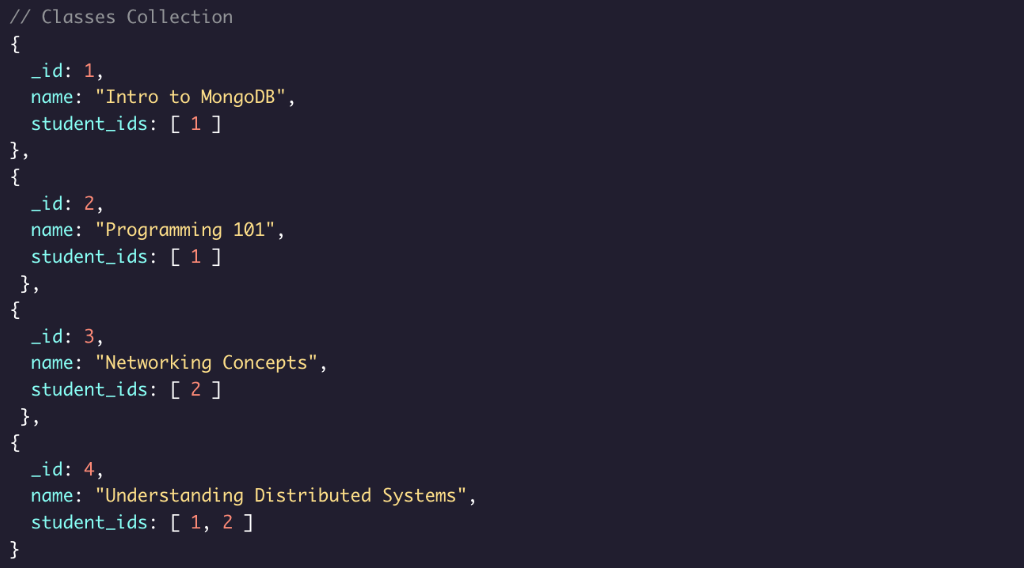 // Classes Collection
{
  _id: 1,
  name: "Intro to MongoDB",
  student_ids: [ 1 ]
},
{
  _id: 2,
  name: "Programming 101",
  student_ids: [ 1 ]
 },
{
  _id: 3,
  name: "Networking Concepts",
  student_ids: [ 2 ]
 },
{
  _id: 4,
  name: "Understanding Distributed Systems",
  student_ids: [ 1, 2 ]
}